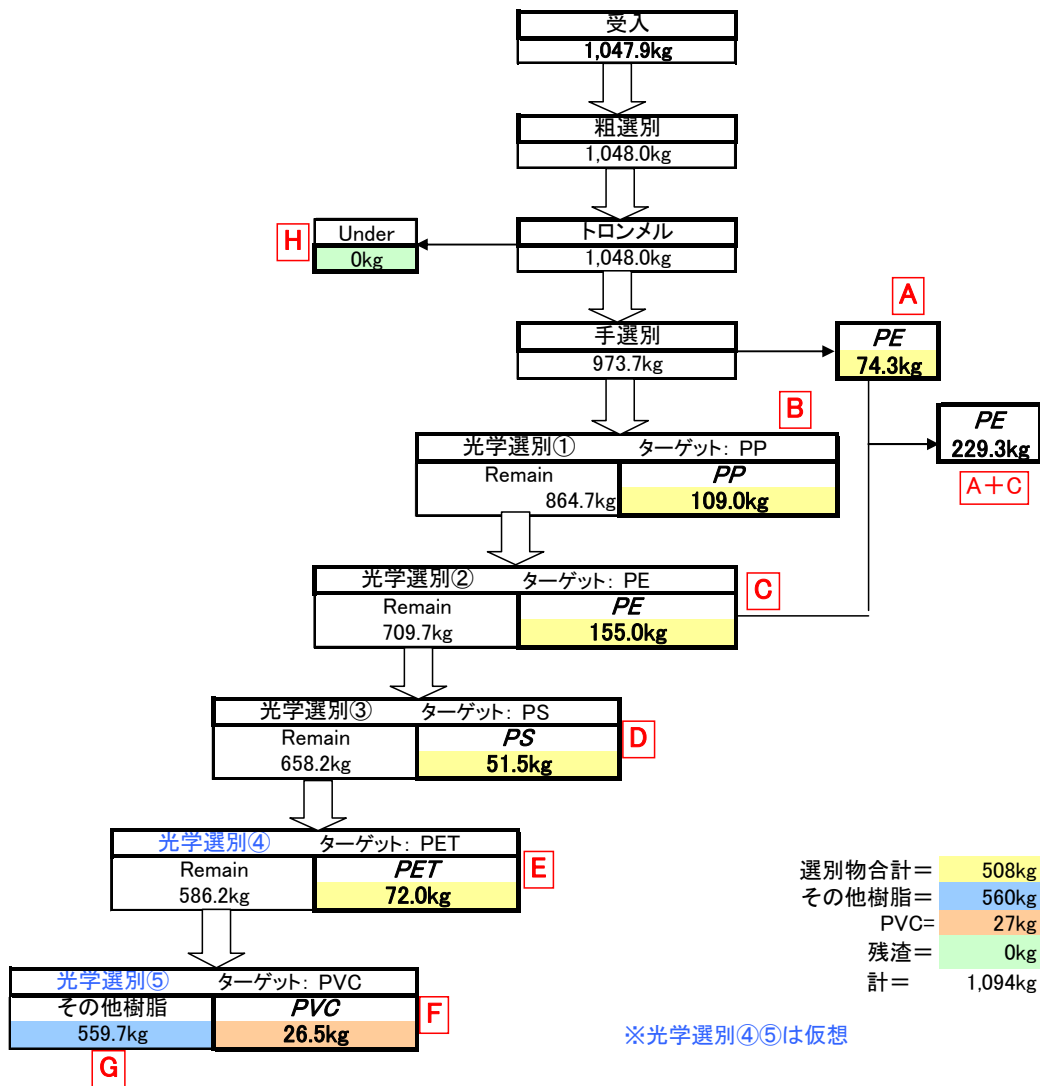 受入
1,047.9kg
粗選別
1,048.0kg
トロンメル
1,048.0kg
H
Under
0kg
手選別
973.7kg
A
PE
74.3kg
B
光学選別① ターゲット: PP
Remain
864.7kg
PP
109.0kg
PE
229.3kg
A+C
光学選別② ターゲット: PE
Remain
709.7kg
PE
155.0kg
C
光学選別③ ターゲット: PS
Remain
658.2kg
PS
51.5kg
D
光学選別④ ターゲット: PET
Remain
586.2kg
PET
72.0kg
E
光学選別⑤ ターゲット: PVC
その他樹脂
559.7kg
PVC
26.5kg
F
G
選別物合計= 508kg
その他樹脂= 560kg
PVC= 27kg
残渣= 0kg
計= 1,094kg
※光学選別④⑤は仮想